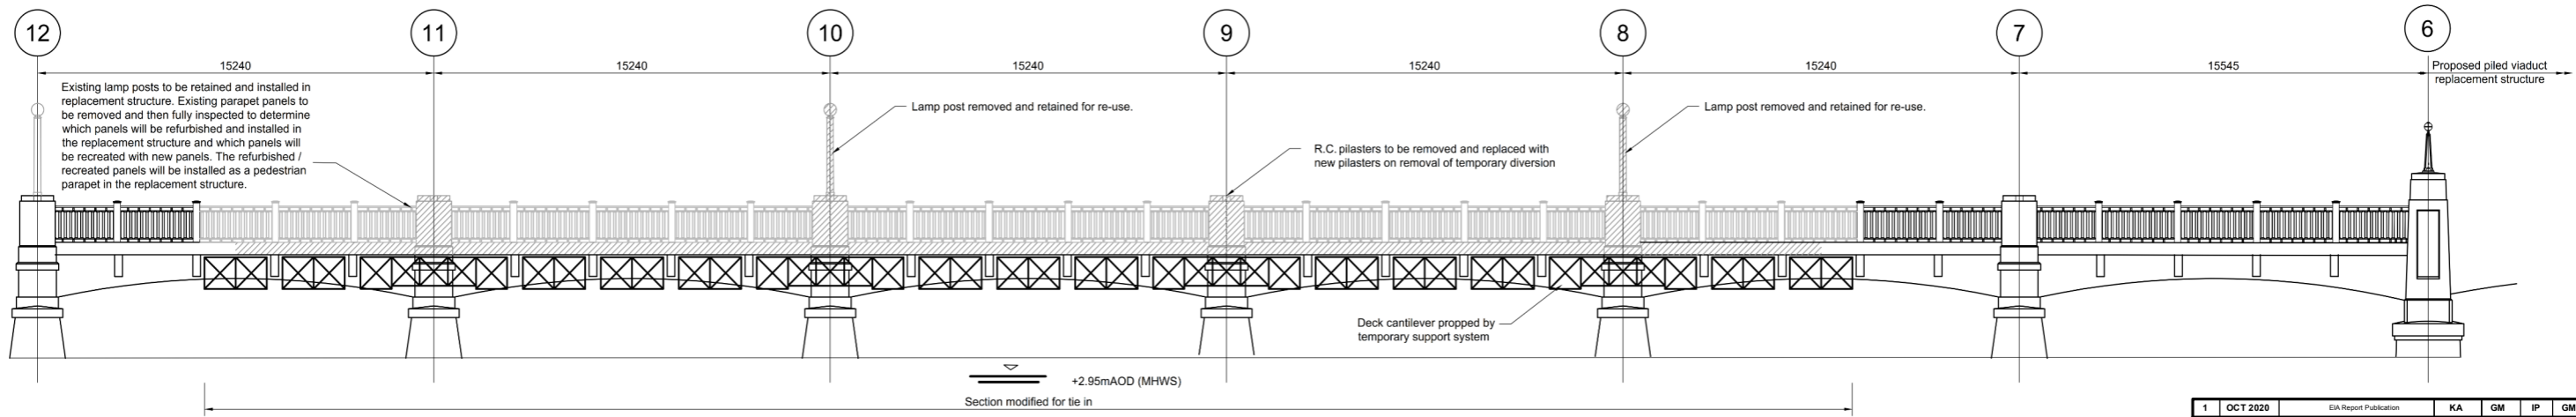 12
11
10
9
8
7
6
15240
15240
15240
15240
15240
15545
Proposed piled viaduct
replacement structure
Existing lamp posts to be retained and installed in
replacement structure. Existing parapet panels to
be removed and then fully inspected to determine
which panels will be refurbished and installed in
the replacement structure and which panels will
be recreated with new panels. The refurbished /
recreated panels will be installed as a pedestrian
parapet in the replacement structure.
Lamp post removed and retained for re-use.
Lamp post removed and retained for re-use.
R.C. pilasters to be removed and replaced with
new pilasters on removal of temporary diversion
Deck cantilever propped by
temporary support system
+2.95mAOD (MHWS)
Section modified for tie in
1 OCT 2020 EIA Report Publication KA GM IP GM